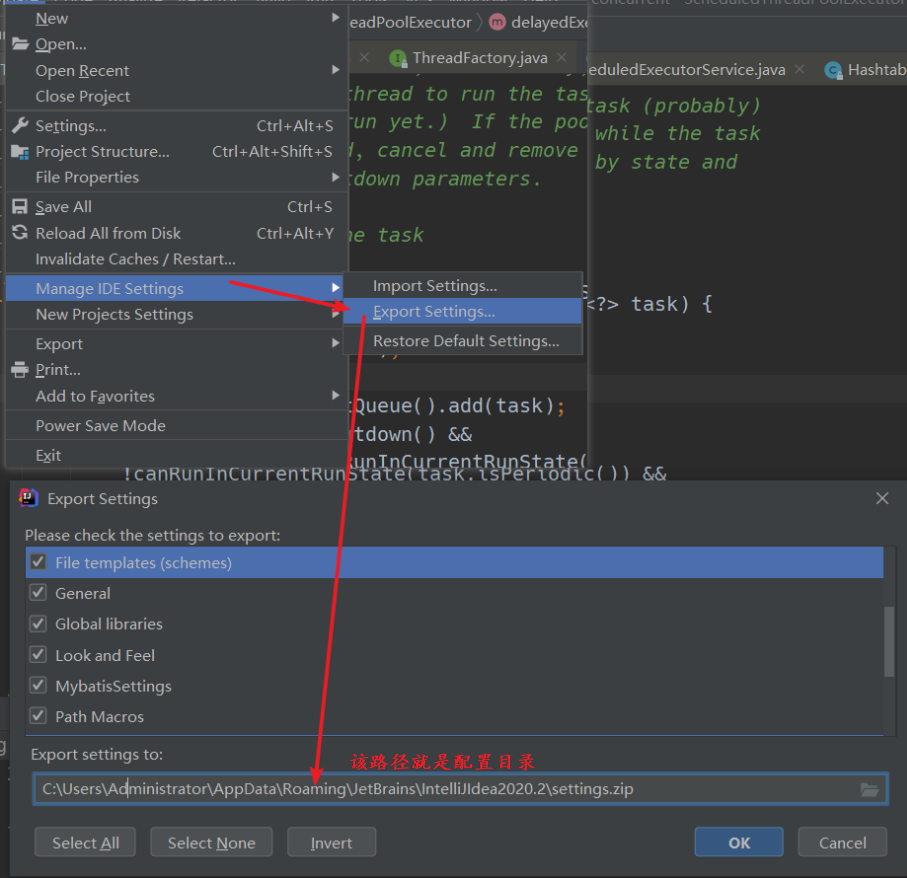 New
eadPoolExecutor
m delayedExe
Open...
ThreadFactory.java
eduledExecutorService.java
Hashtab
Open Recent
Close Project
thread to run the tas
task (probably)
Settings... Ctrl+Alt+S
run yet.) If the poo
while the task
Project Structure... Ctrl+Alt+Shift+S
d, cancel and remove
by state and
File Properties
tdown parameters.
Save All Ctrl+S
Reload All from Disk Ctrl+Alt+Y
he task
Invalidate Caches / Restart...
Manage IDE Settings
Import Settings...
New Projects Settings
Export Settings...
<?> task) {
Export
Restore Default Settings...
Print...
Add to Favorites
tQueue().add(task);
Power Save Mode
tdown() &&
Exit
unInCurrentRunState(
!canRunInCurrentRunState(task.isPeriodic()) &&
Export Settings
Please check the settings to export:
File templates (schemes)
General
Global libraries
Look and Feel
MybatisSettings
Path Macros
Export settings to:
该路径就是配置目录
C:\Users\Administrator\AppData\Roaming\JetBrains\IntelliJIdea2020.2\settings.zip
Select All
Select None
Invert
OK
Cancel